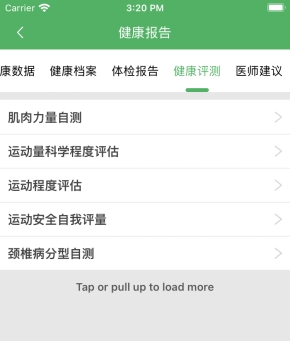 Carrier 3:20 PM
健康报告
康数据 健康档案 体检报告 健康评测 医师建议
肌肉力量自测
运动量科学程度评估
运动程度评估
运动安全自我评量
颈椎病分型自测
Tap or pull up to load more